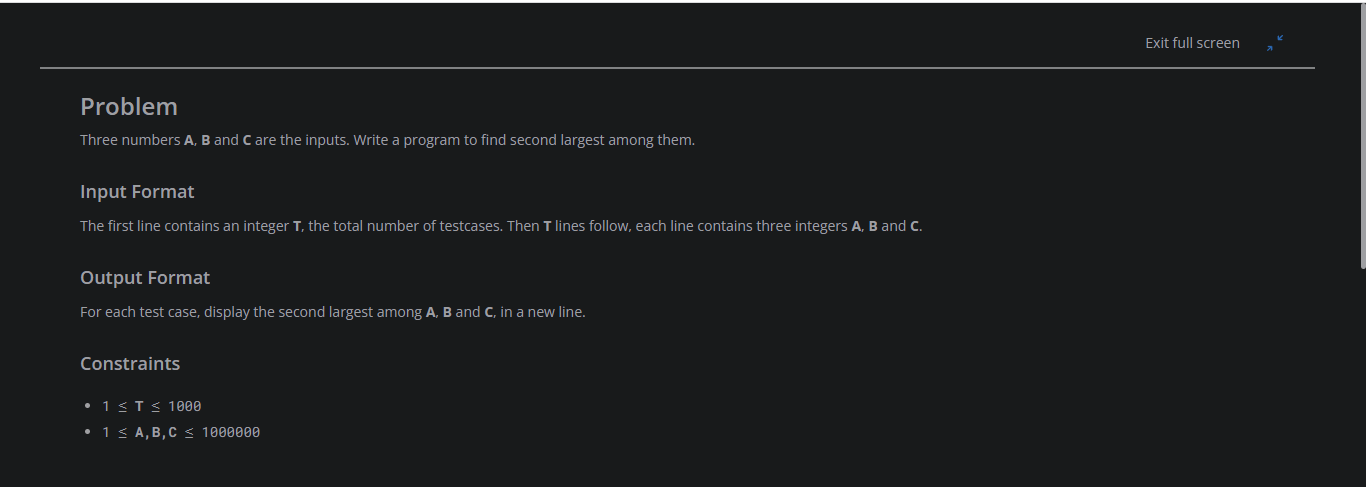 Exit full screen
Problem
Three numbers A, B and C are the inputs. Write a program to find second largest among them.
Input Format
The first line contains an integer T, the total number of testcases. Then T lines follow, each line contains three integers A, B and C.
Output Format
For each test case, display the second largest among A, B and C, in a new line.
Constraints
• 1 ≤ T ≤ 1000
• 1 ≤ A,B,C ≤ 1000000